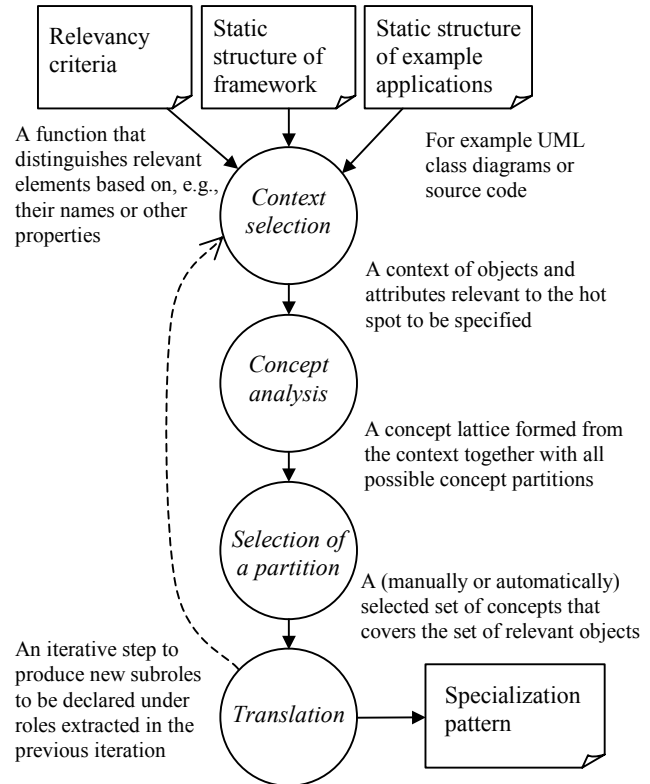 Relevancy
criteria
Static
structure of
framework
Static structure
of example
applications
A function that
distinguishes relevant
elements based on, e.g.,
their names or other
properties
For example UML
class diagrams or
source code
Context
selection
A context of objects and
attributes relevant to the hot
spot to be specified
Concept
analysis
A concept lattice formed from
the context together with all
possible concept partitions
Selection of
a partition
A (manually or automatically)
selected set of concepts that
covers the set of relevant objects
An iterative step to
produce new subroles
to be declared under
roles extracted in the
previous iteration
Translation
Specialization
pattern